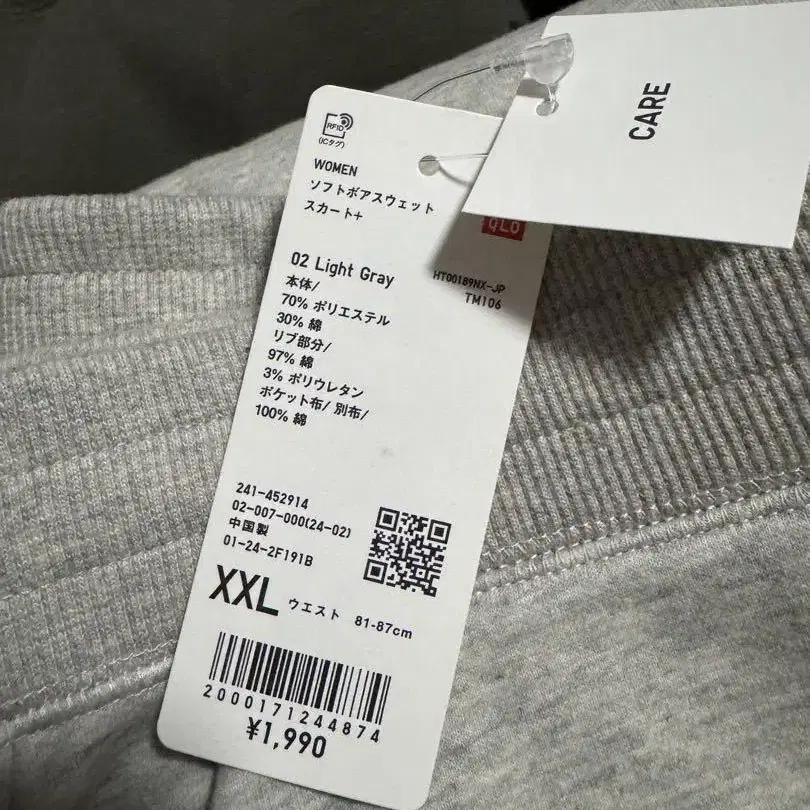 CARE
RFID
(ICタグ)
WOMEN
ソフトボアスウェット
スカート+
QLO
02 Light Gray
HT00189NX-JP
TM106
本体/
70% ポリエステル
30% 綿
リブ部分/
97% 綿
3% ポリウレタン
ポケット布/ 別布/
100% 綿
241-452914
02-007-000(24-02)
中国製
01-24-2F191B
XXL ウエスト 81-87cm
2000171244874
¥1,990